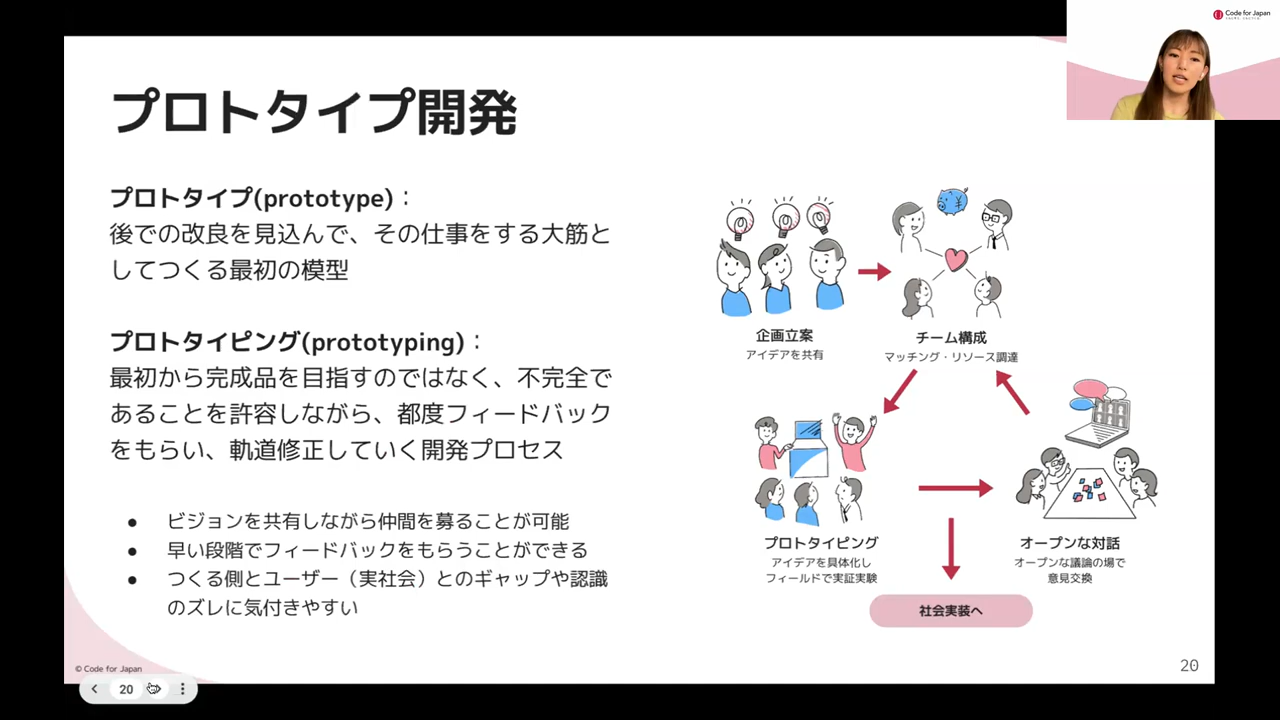 Code for Japan
プロトタイプ開発
プロトタイプ(prototype)：
後での改良を見込んで、その仕事をする大筋と
してつくる最初の模型
プロトタイピング(prototyping)：
最初から完成品を目指すのではなく、不完全で
あることを許容しながら、都度フィードバック
をもらい、軌道修正していく開発プロセス
● ビジョンを共有しながら仲間を募ることが可能
● 早い段階でフィードバックをもらうことができる
● つくる側とユーザー（実社会）とのギャップや認識
のズレに気付きやすい
企画立案
アイデアを共有
チーム構成
マッチング・リソース調達
プロトタイピング
アイデアを具体化し
フィールドで実証実験
オープンな対話
オープンな議論の場で
意見交換
社会実装へ
© Code for Japan
20
20